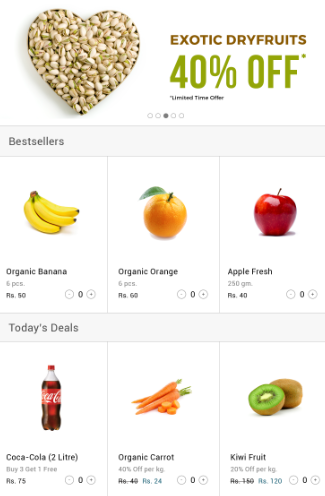 EXOTIC DRYFRUITS
40% OFF*
*Limited Time Offer
Bestsellers
Organic Banana
6 pcs.
Rs. 50 - 0 +
Organic Orange
6 pcs.
Rs. 60 - 0 +
Apple Fresh
250 gm.
Rs. 40 - 0 +
Today's Deals
Coca-Cola
Coca-Cola (2 Litre)
Buy 3 Get 1 Free
Rs. 75 - 0 +
Organic Carrot
40% Off per kg.
Rs. 40 Rs. 24 - 0 +
Kiwi Fruit
20% Off per kg.
Rs. 150 Rs. 120 - 0 +